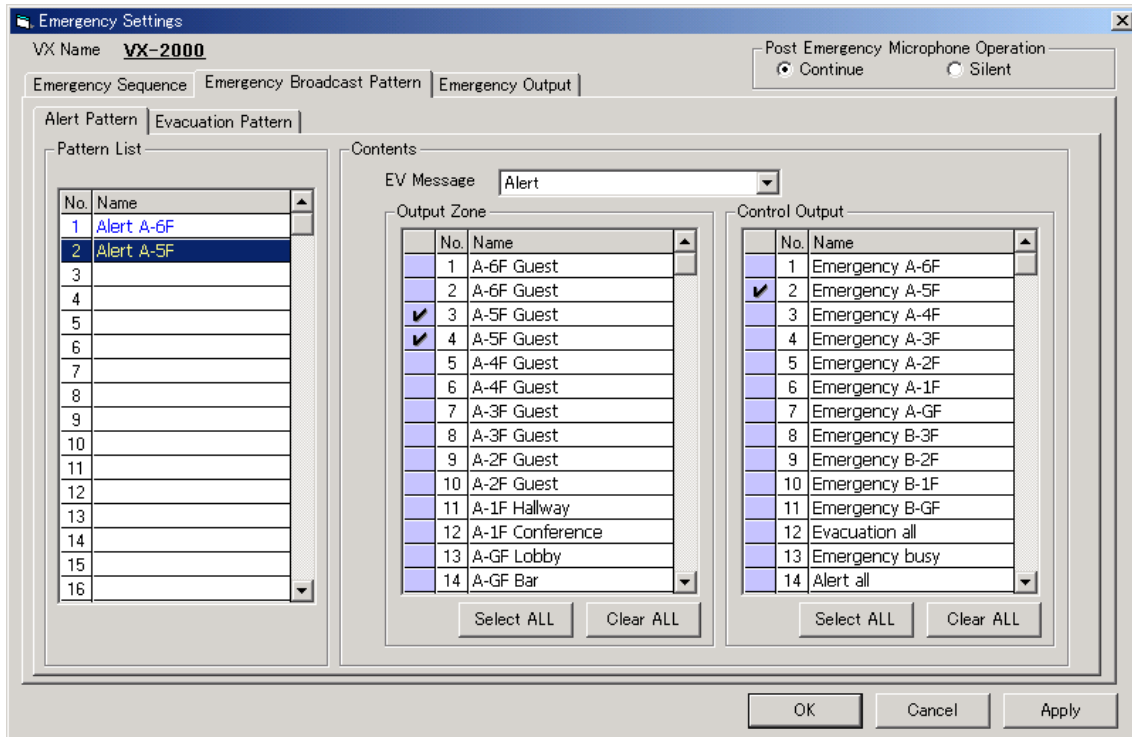 Emergency Settings
VX Name VX-2000
Post Emergency Microphone Operation
Continue Silent
Emergency Sequence Emergency Broadcast Pattern Emergency Output
Alert Pattern Evacuation Pattern
Pattern List
No. Name
1 Alert A-6F
2 Alert A-5F
3
4
5
6
7
8
9
10
11
12
13
14
15
16
Contents
EV Message Alert
Output Zone
No. Name
1 A-6F Guest
2 A-6F Guest
3 A-5F Guest
4 A-5F Guest
5 A-4F Guest
6 A-4F Guest
7 A-3F Guest
8 A-3F Guest
9 A-2F Guest
10 A-2F Guest
11 A-1F Hallway
12 A-1F Conference
13 A-GF Lobby
14 A-GF Bar
Select ALL Clear ALL
Control Output
No. Name
1 Emergency A-6F
2 Emergency A-5F
3 Emergency A-4F
4 Emergency A-3F
5 Emergency A-2F
6 Emergency A-1F
7 Emergency A-GF
8 Emergency B-3F
9 Emergency B-2F
10 Emergency B-1F
11 Emergency B-GF
12 Evacuation all
13 Emergency busy
14 Alert all
Select ALL Clear ALL
OK Cancel Apply